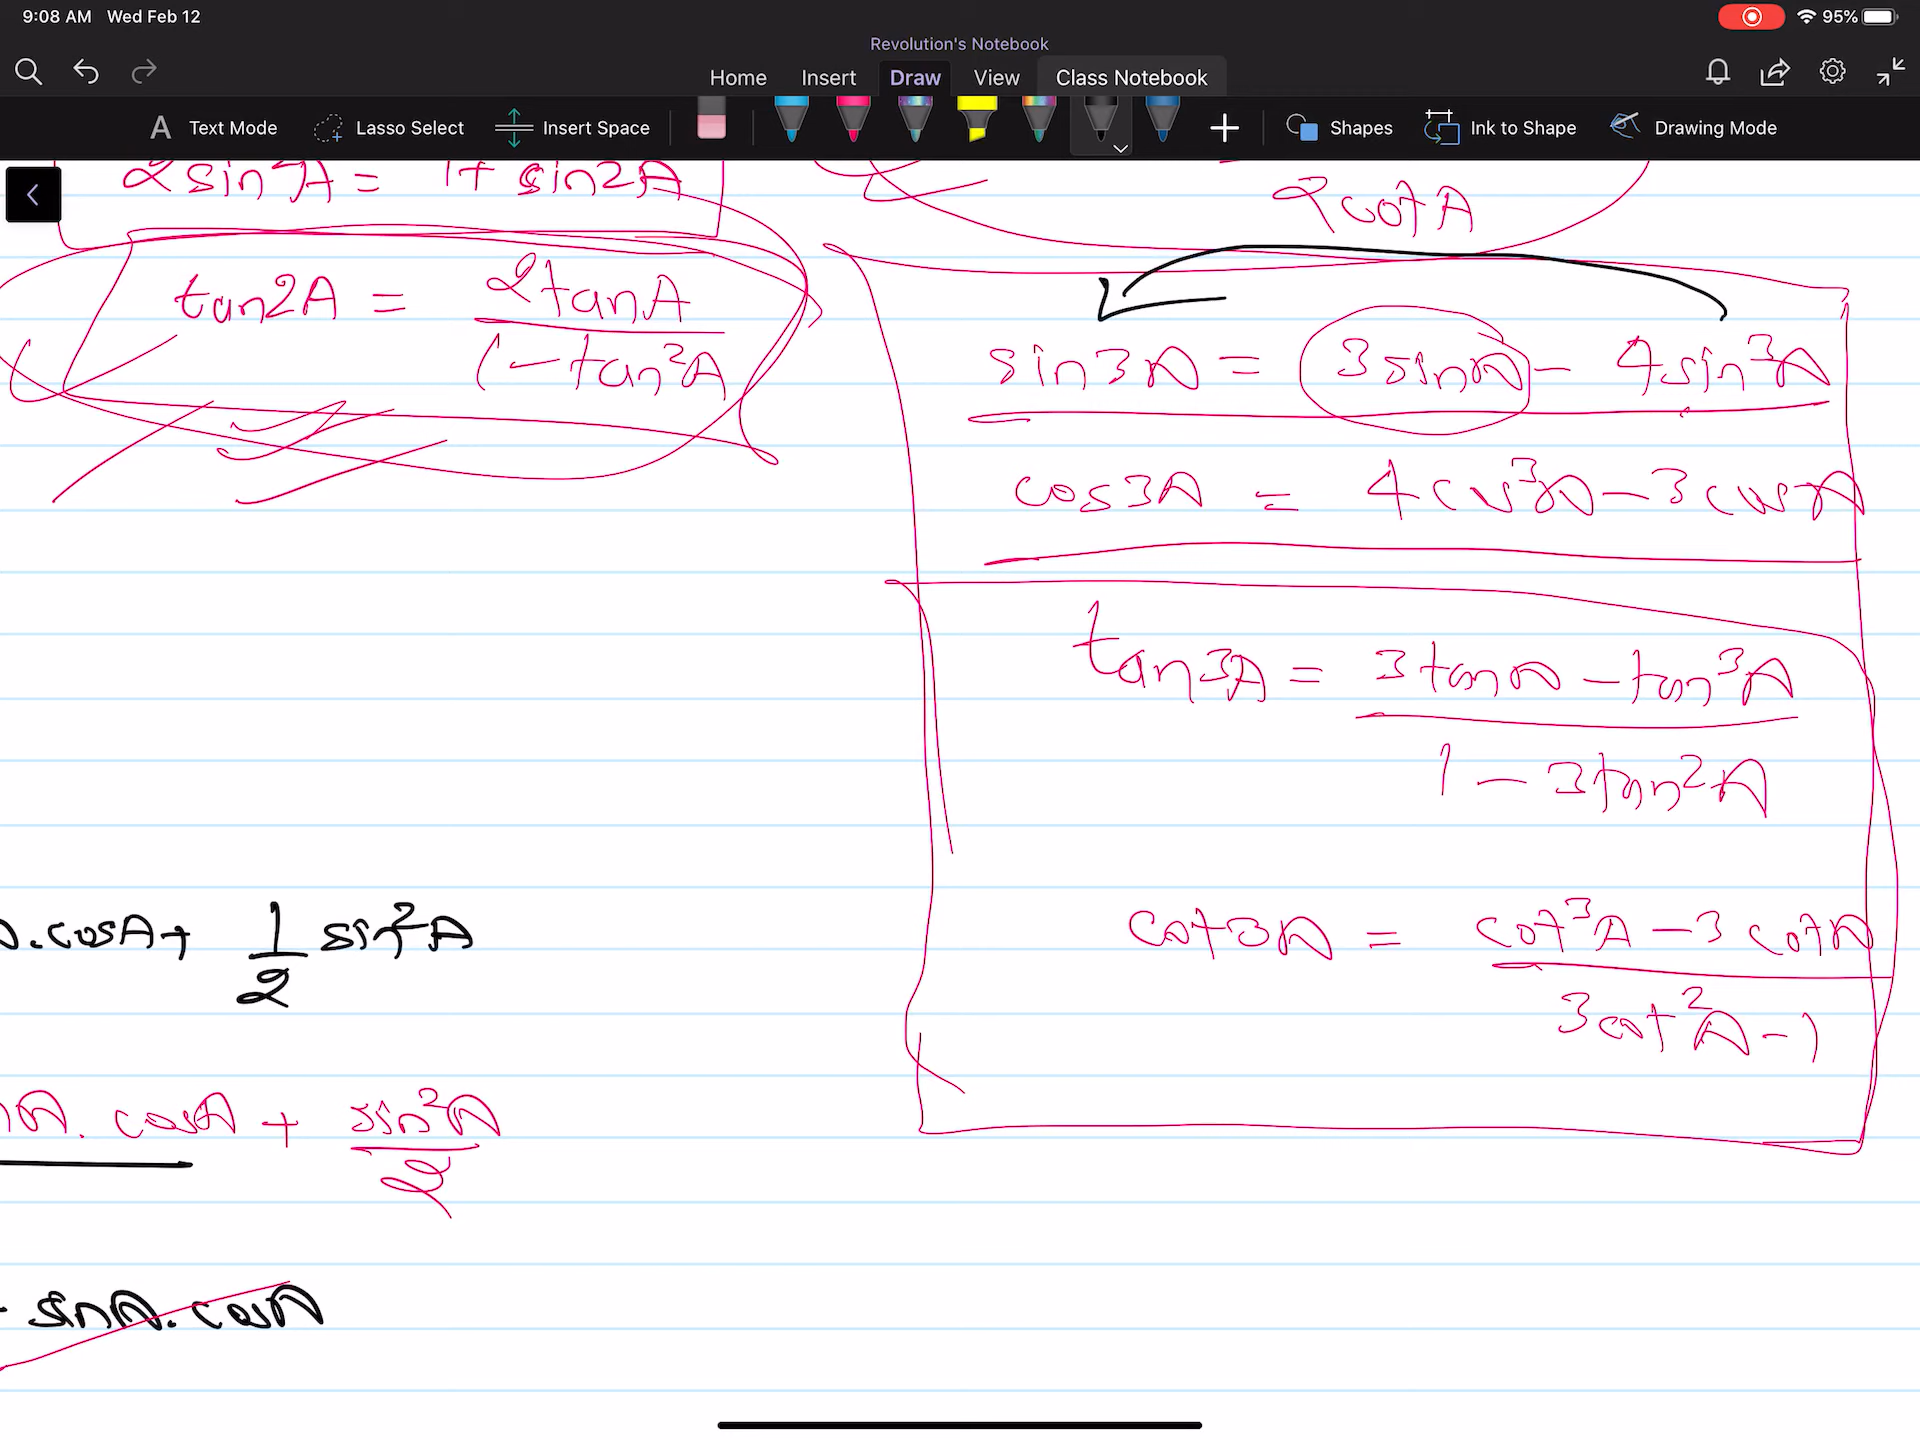 9:08 AM Wed Feb 12
95%
Revolution's Notebook
Home Insert Draw View Class Notebook
Text Mode Lasso Select Insert Space Shapes Ink to Shape Drawing Mode
= 1+ sin2A
2cotA
tan2A = 2tanA / 1-tan²A
sin3A = 3sinA - 4sin³A
cos3A = 4cos³A - 3cosA
tan3A = 3tanA - tan³A / 1 - 3tan²A
cot3A = cot³A - 3cotA / 3cot²A - 1
.cosA + 1/2 sin²A
A. cosA + sin²A / 2
sinA. cosA